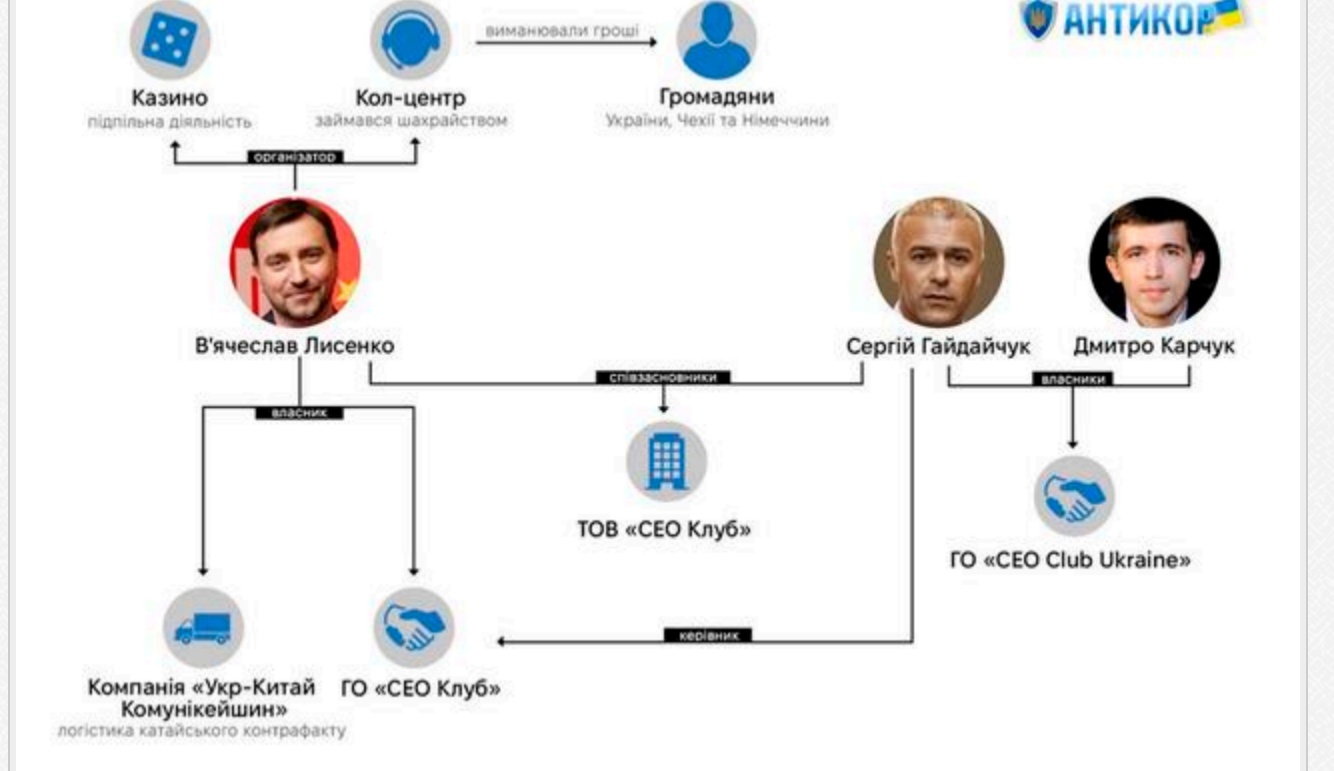 АНТИКОР
виманювали гроші
Казино
підпільна діяльність
Кол-центр
займався шахрайством
Громадяни
України, Чехії та Німеччини
організатор
В'ячеслав Лисенко
Сергій Гайдайчук
Дмитро Карчук
співзасновники
власники
власник
ТОВ «СЕО Клуб»
ГО «CEO Club Ukraine»
керівник
Компанія «Укр-Китай
Комунікейшин»
логістика катайського контрафакту
ГО «СЕО Клуб»